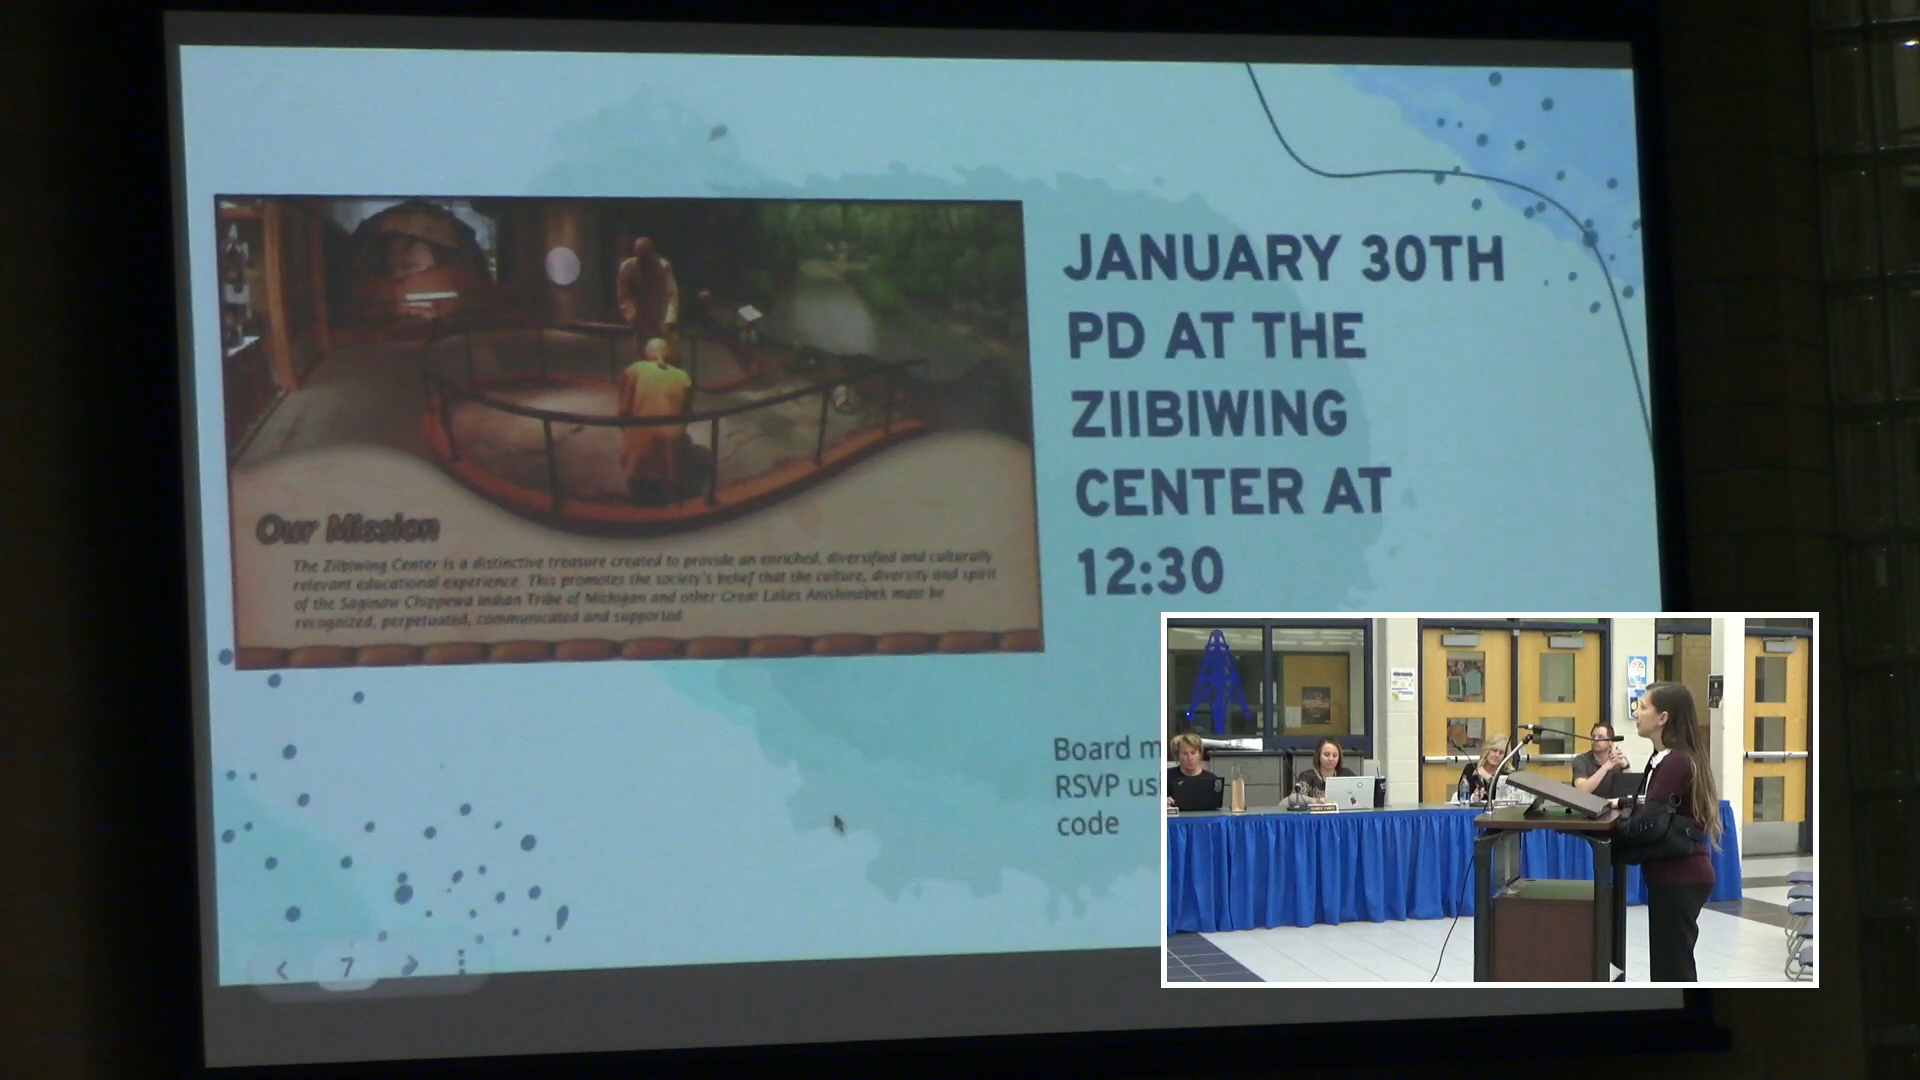 JANUARY 30TH
PD AT THE
ZIIBIWING
CENTER AT
12:30
Our Mission
The Ziibiwing Center is a distinctive treasure created to provide an enriched, diversified and culturally
relevant educational experience. This promotes the society's belief that the culture, diversity and spirit
of the Saginaw Chippewa Indian Tribe of Michigan and other Great Lakes Anishinabek must be
recognized, perpetuated, communicated and supported
Board m
RSVP usi
code
7